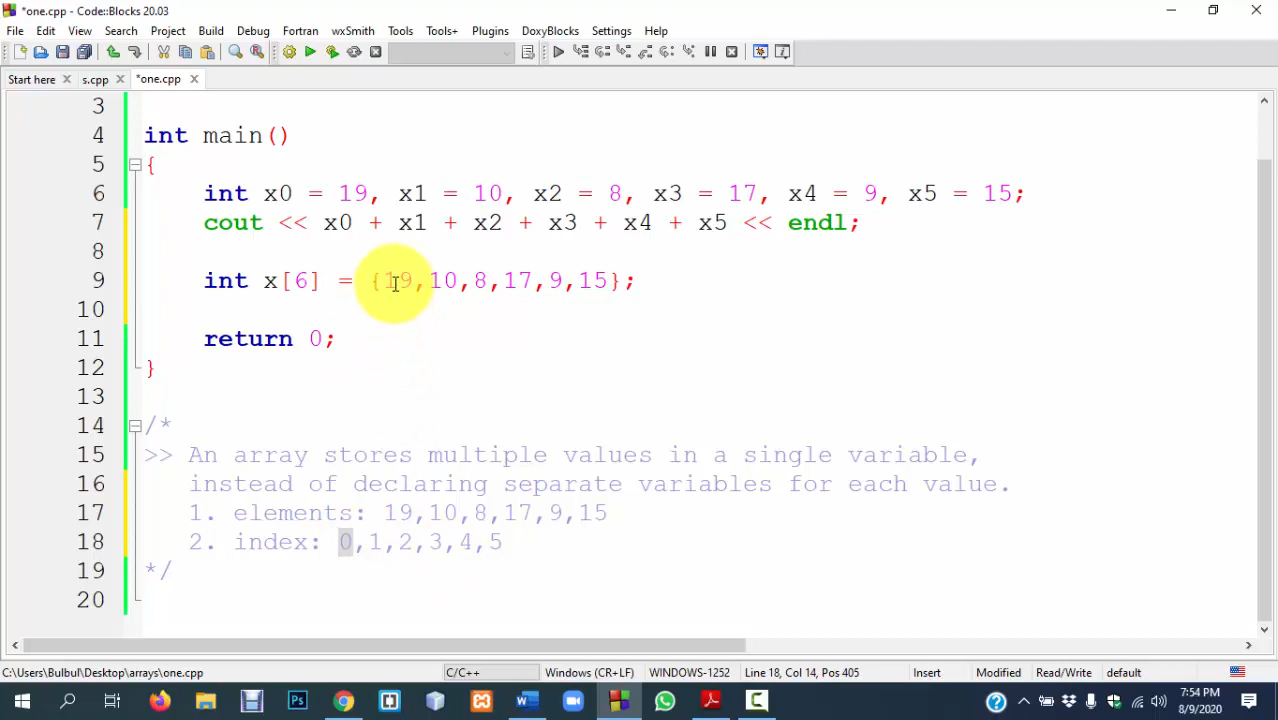 *one.cpp - Code::Blocks 20.03
File Edit View Search Project Build Debug Fortran wxSmith Tools Tools+ Plugins DoxyBlocks Settings Help
Start here s.cpp *one.cpp
3
4 int main()
5 {
6 int x0 = 19, x1 = 10, x2 = 8, x3 = 17, x4 = 9, x5 = 15;
7 cout << x0 + x1 + x2 + x3 + x4 + x5 << endl;
8
9 int x[6] = {19,10,8,17,9,15};
10
11 return 0;
12 }
13
14 /*
15 >> An array stores multiple values in a single variable,
16 instead of declaring separate variables for each value.
17 1. elements: 19,10,8,17,9,15
18 2. index: 0,1,2,3,4,5
19 */
20
C:\Users\Bulbul\Desktop\arrays\one.cpp C/C++ Windows (CR+LF) WINDOWS-1252 Line 18, Col 14, Pos 405 Insert Modified Read/Write default
Ps
7:54 PM
8/9/2020